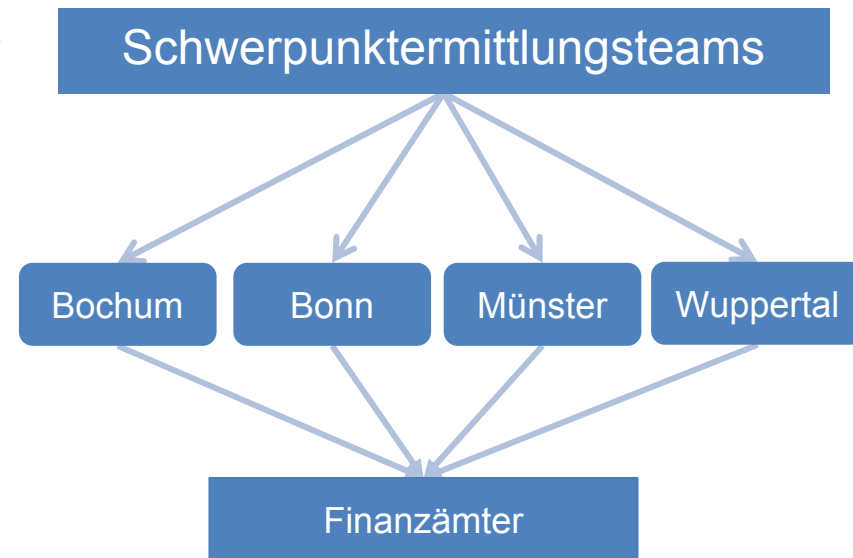 Schwerpunktermittlungsteams
Bochum
Bonn
Münster
Wuppertal
Finanzämter